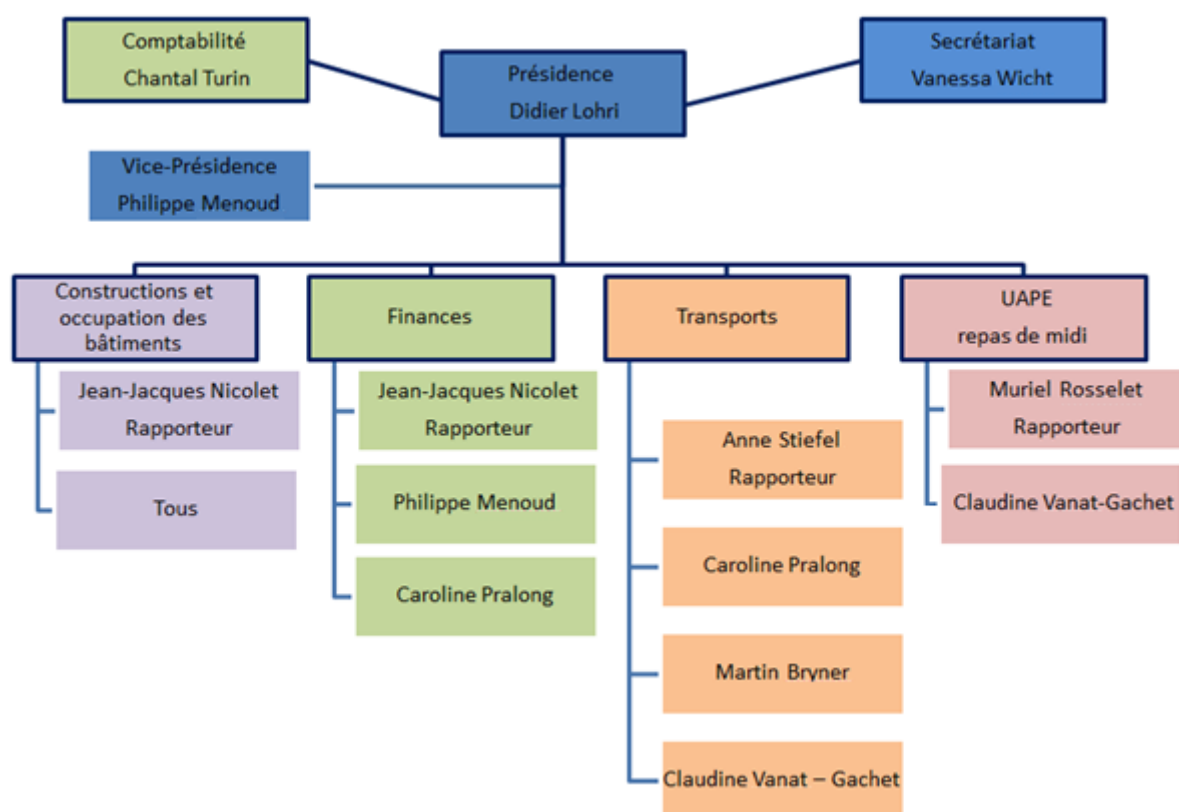 Comptabilité
Chantal Turin
Présidence
Didier Lohri
Secrétariat
Vanessa Wicht
Vice-Présidence
Philippe Menoud
Constructions et
occupation des
bâtiments
Jean-Jacques Nicolet
Rapporteur
Tous
Finances
Jean-Jacques Nicolet
Rapporteur
Philippe Menoud
Caroline Pralong
Transports
Anne Stiefel
Rapporteur
Caroline Pralong
Martin Bryner
Claudine Vanat – Gachet
UAPE
repas de midi
Muriel Rosselet
Rapporteur
Claudine Vanat-Gachet